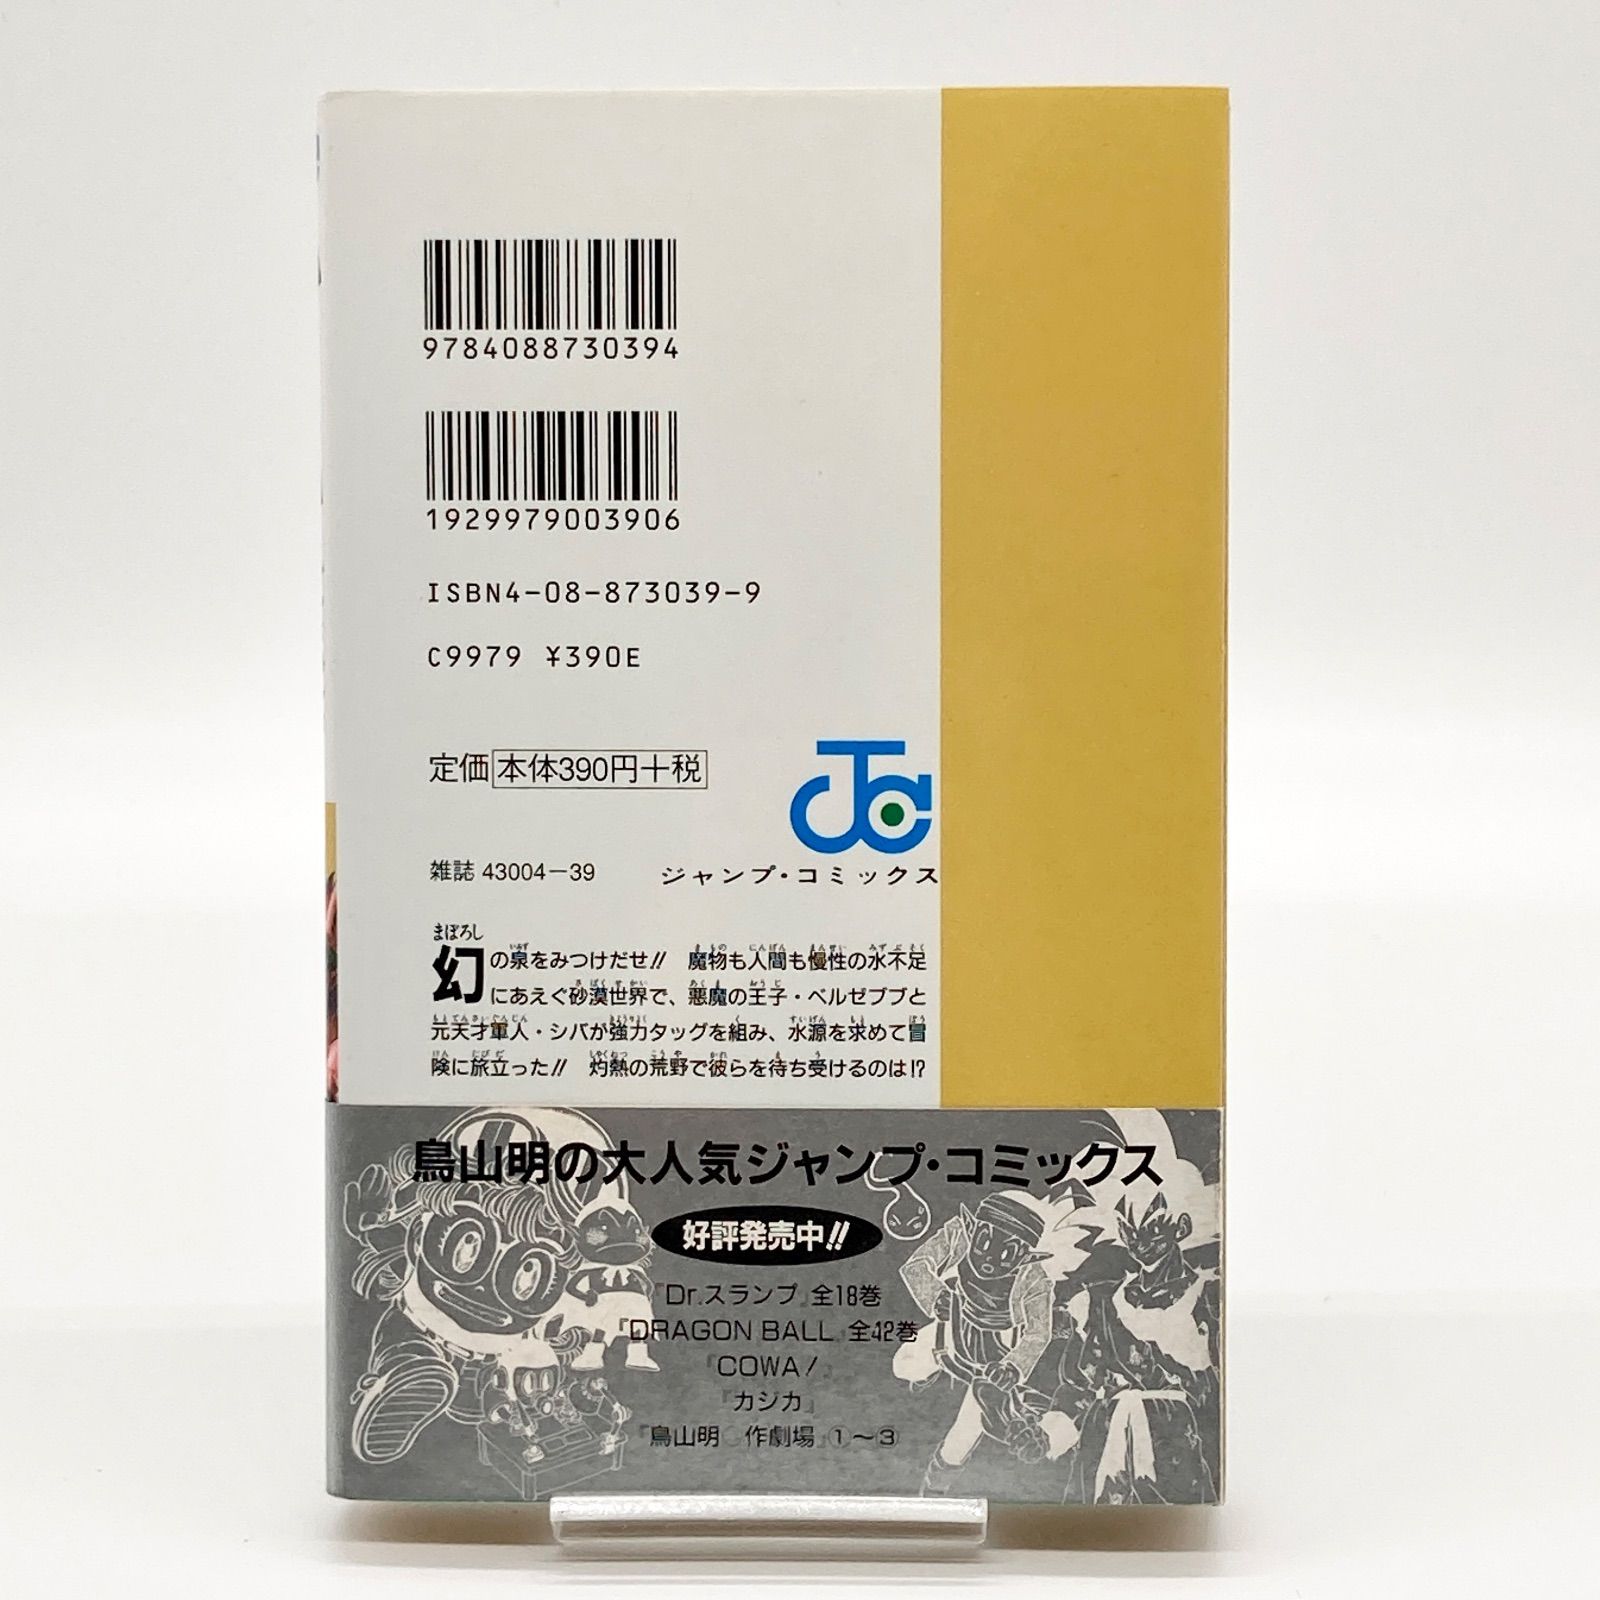 9784088730394
1929979003906
ISBN4-08-873039-9
C9979 ¥390E
定価 本体390円+税
雑誌 43004-39
ジャンプ・コミックス
まぼろし
幻の泉をみつけだせ!! 魔物も人間も慢性の水不足
にあえぐ砂漠世界で、悪魔の王子・ベルゼブブと
元天才軍人・シバが強力タッグを組み、水源を求めて冒
険に旅立った!! 灼熱の荒野で彼らを待ち受けるのは!?
鳥山明の大人気ジャンプ・コミックス
好評発売中!!
『Dr.スランプ』全18巻
『DRAGON BALL』全42巻
『COWA!』
『カジカ』
『鳥山明○作劇場』①〜③